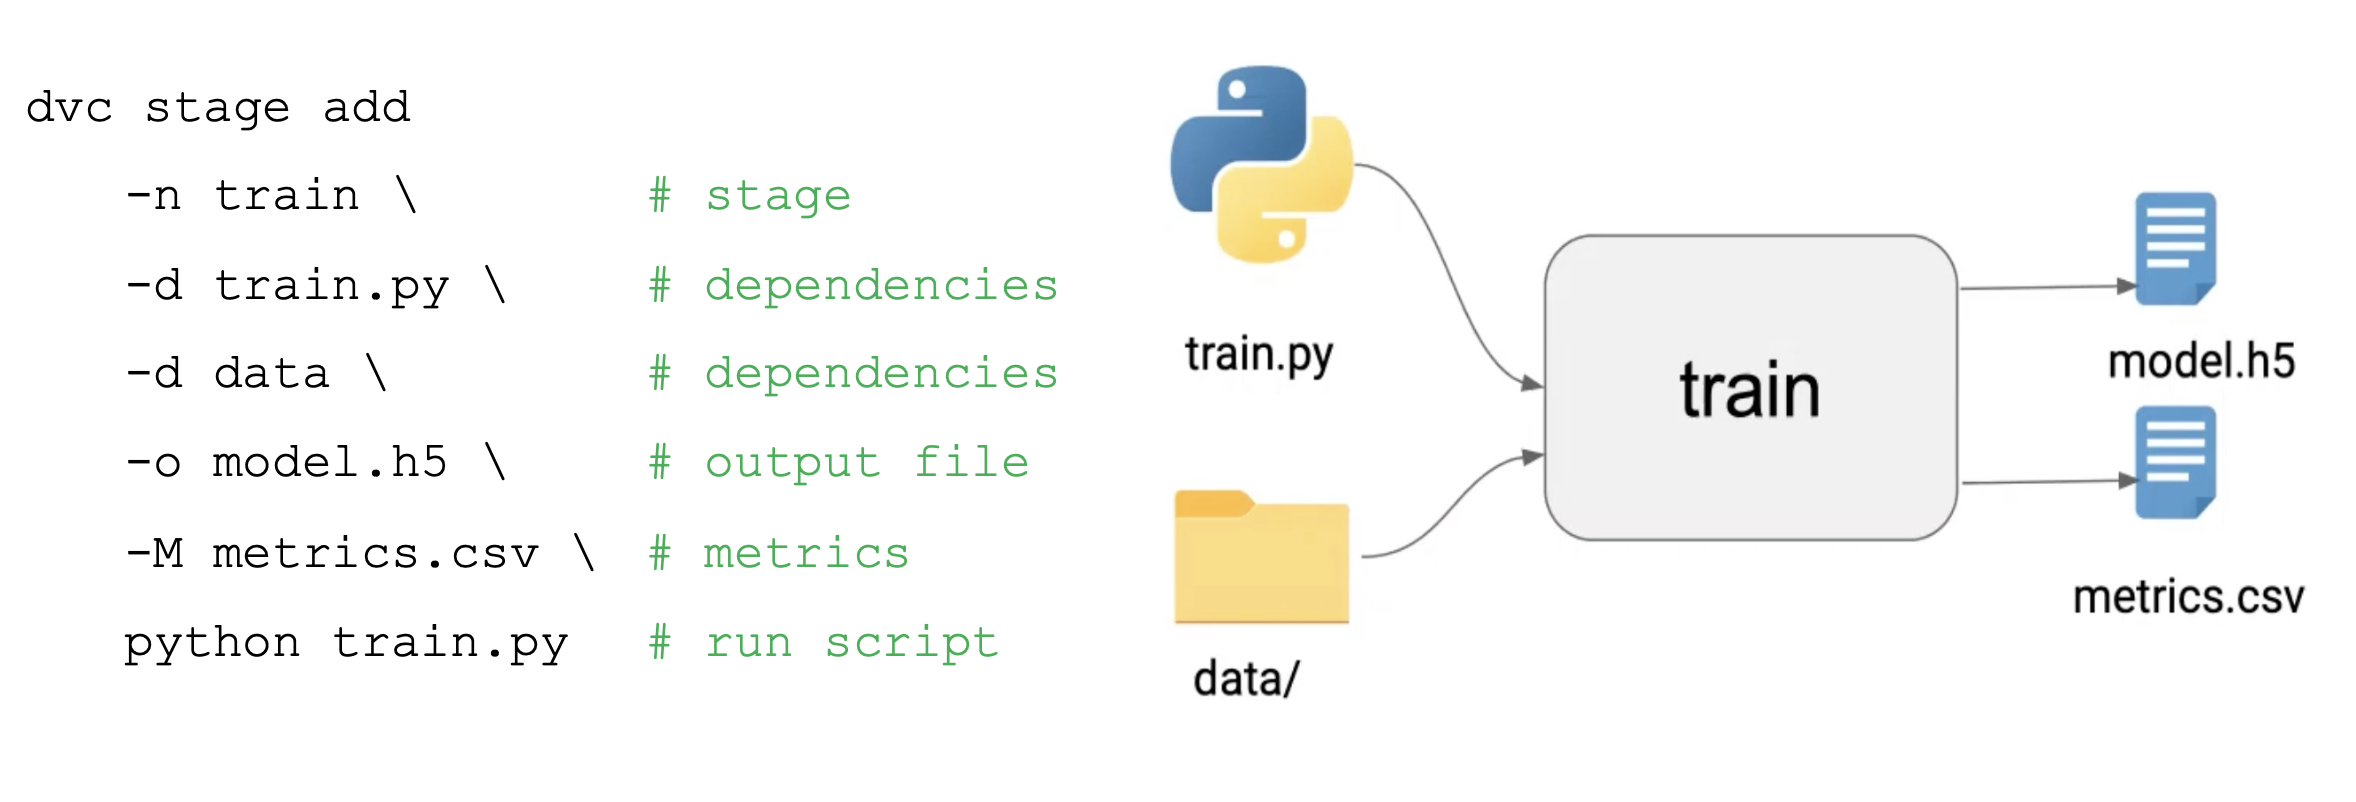 dvc stage add
-n train \ # stage
-d train.py \ # dependencies
-d data \ # dependencies
-o model.h5 \ # output file
-M metrics.csv \ # metrics
python train.py # run script
train.py
data/
train
model.h5
metrics.csv